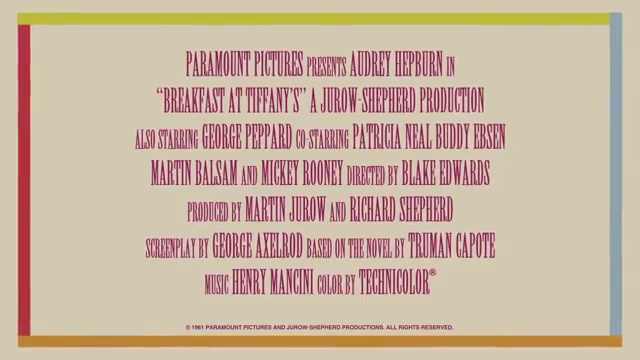 PARAMOUNT PICTURES PRESENTS AUDREY HEPBURN IN
“BREAKFAST AT TIFFANY’S” A JUROW-SHEPHERD PRODUCTION
ALSO STARRING GEORGE PEPPARD CO-STARRING PATRICIA NEAL BUDDY EBSEN
MARTIN BALSAM AND MICKEY ROONEY DIRECTED BY BLAKE EDWARDS
PRODUCED BY MARTIN JUROW AND RICHARD SHEPHERD
SCREENPLAY BY GEORGE AXELROD BASED ON THE NOVEL BY TRUMAN CAPOTE
MUSIC HENRY MANCINI COLOR BY TECHNICOLOR®
© 1961 PARAMOUNT PICTURES AND JUROW-SHEPHERD PRODUCTIONS. ALL RIGHTS RESERVED.